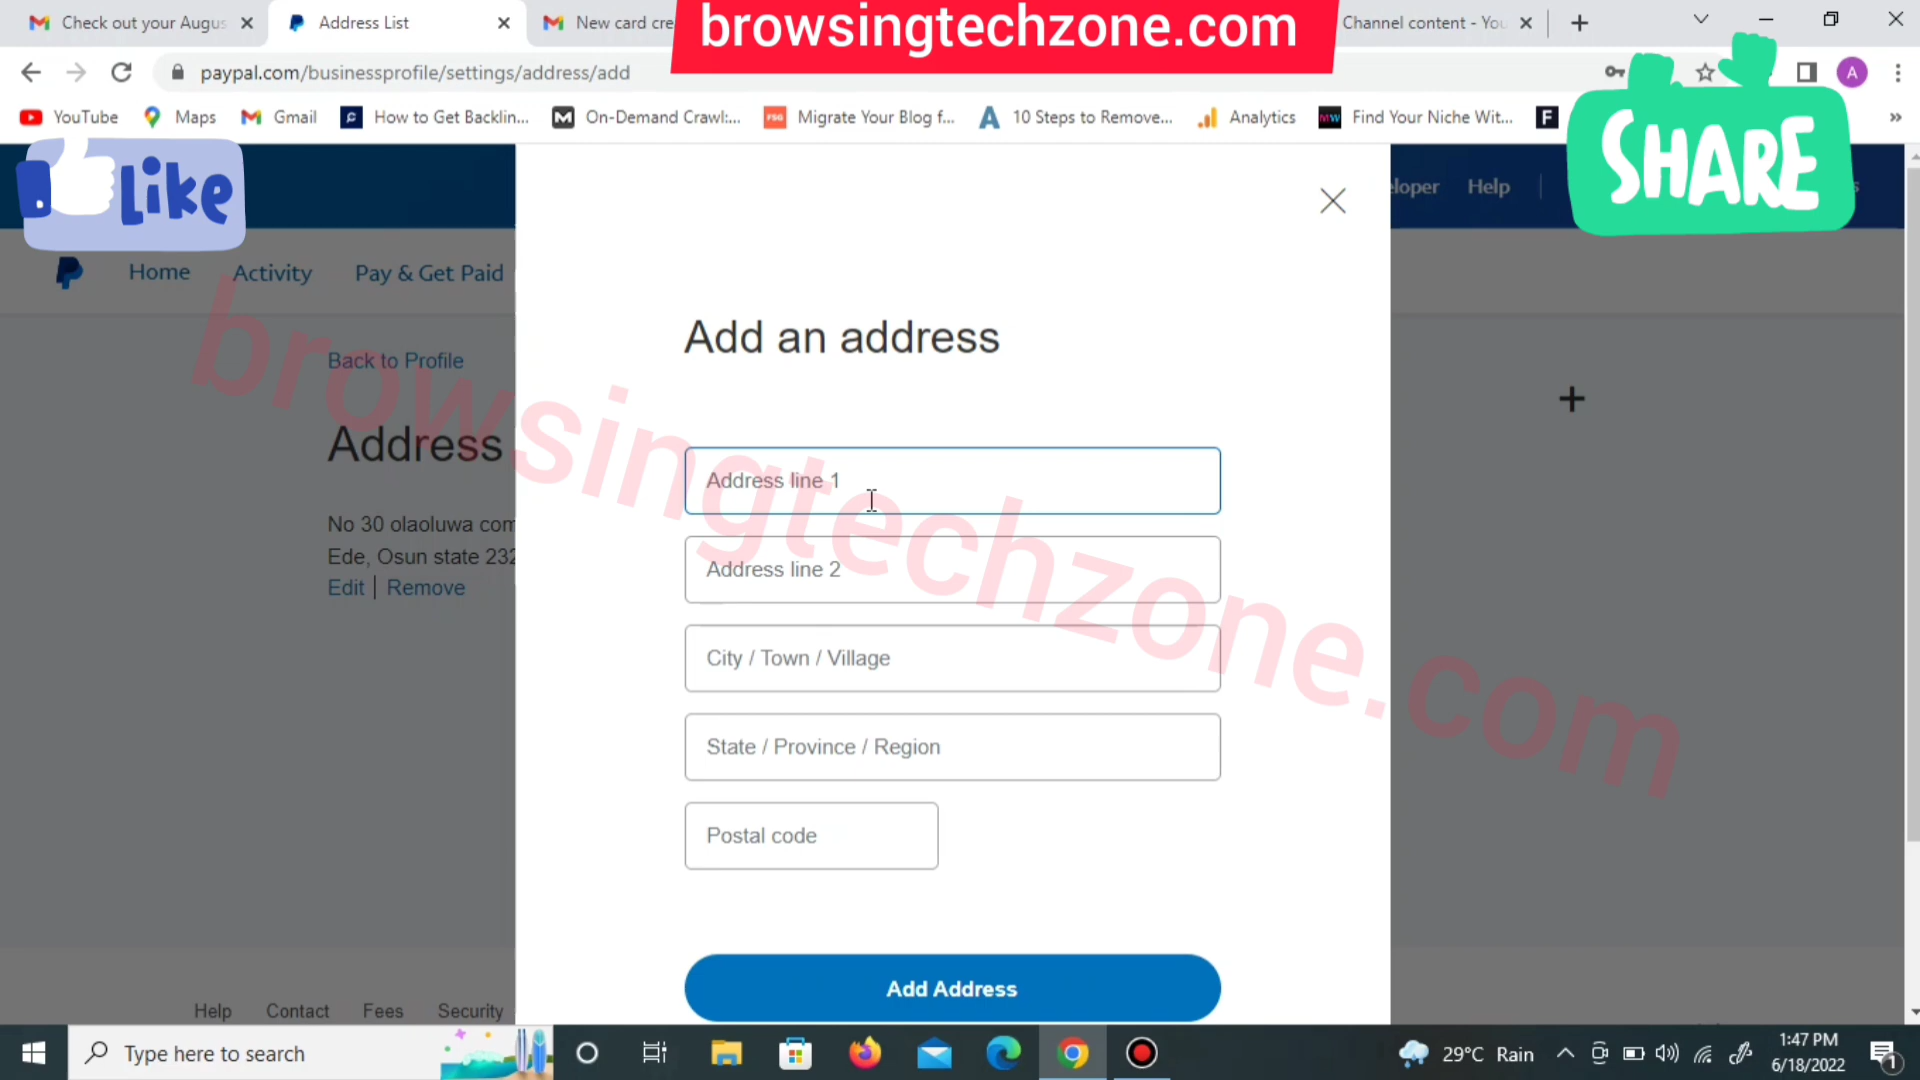 Check out your Augus
Address List
New card cre
browsingtechzone.com
Channel content - You
paypal.com/businessprofile/settings/address/add
A
YouTube
Maps
Gmail
How to Get Backlin...
On-Demand Crawl:...
Migrate Your Blog f...
10 Steps to Remove...
Analytics
Find Your Niche Wit...
Like
SHARE
eloper
Help
Home
Activity
Pay & Get Paid
Add an address
Back to Profile
Address
browsingtechzone.com
Address line 1
No 30 olaoluwa com
Ede, Osun state 232
Edit | Remove
Address line 2
City / Town / Village
State / Province / Region
Postal code
Add Address
Help
Contact
Fees
Security
Type here to search
29°C Rain
1:47 PM
6/18/2022
1